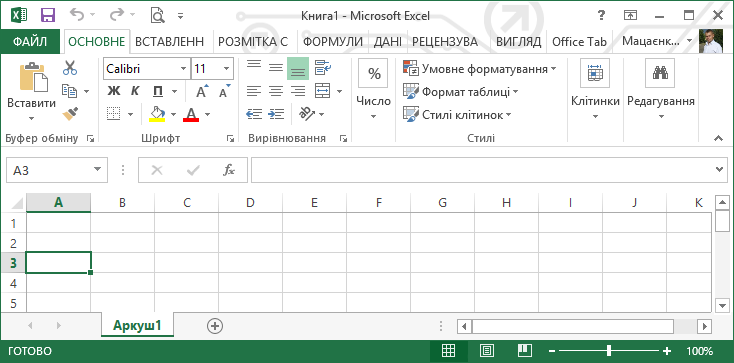 Книга1 - Microsoft Excel
ФАЙЛ ОСНОВНЕ ВСТАВЛЕНН РОЗМІТКА С ФОРМУЛИ ДАНІ РЕЦЕНЗУВА ВИГЛЯД Office Tab Мацаєнк...
Calibri 11
Вставити
Ж К П
А А
А
Число
%
Умовне форматування
Формат таблиці
Стилі клітинок
Клітинки
Редагування
Буфер обміну Шрифт Вирівнювання Стилі
A3 fx
A B C D E F G H I J K
1
2
3
4
5
Аркуш1
ГОТОВО 100%